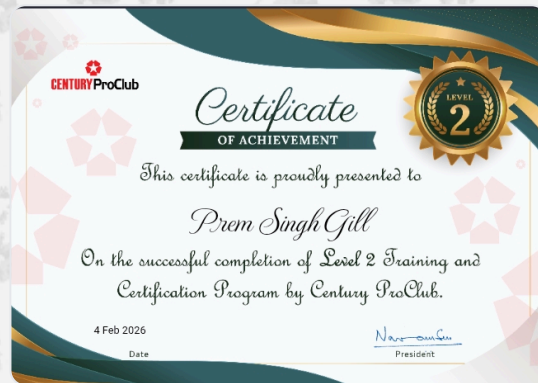 CENTURY ProClub
Certificate
OF ACHIEVEMENT
LEVEL
2
This certificate is proudly presented to
Prem Singh Gill
On the successful completion of Level 2 Training and
Certification Program by Century ProClub.
4 Feb 2026
Date
President